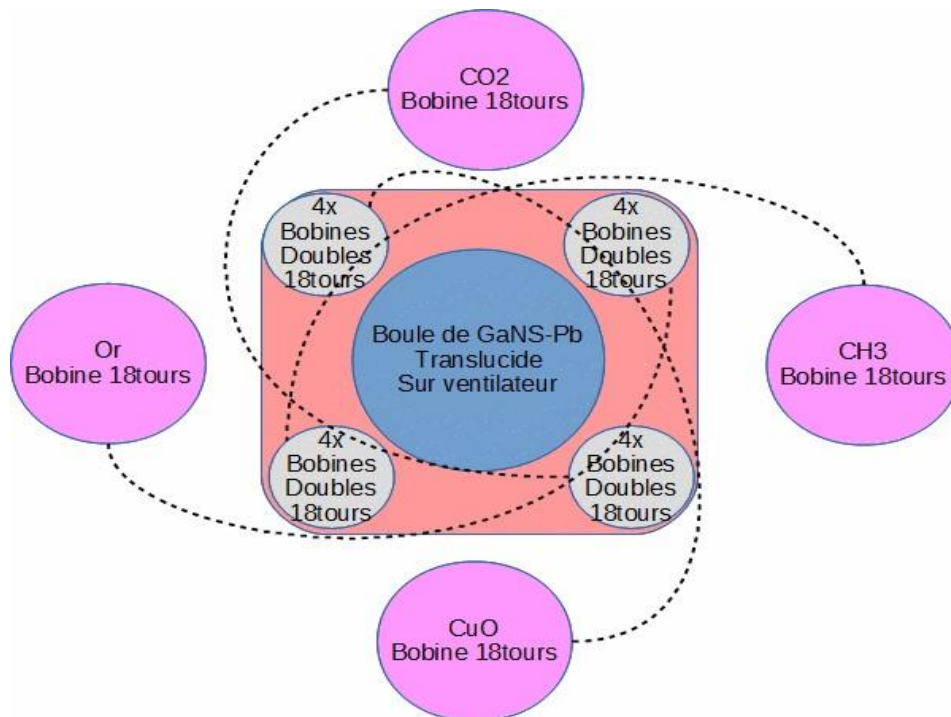 CO2
Bobine 18tours
4x
Bobines
Doubles
18tours
4x
Bobines
Doubles
18tours
Boule de GaNS-Pb
Translucide
Sur ventilateur
Or
Bobine 18tours
CH3
Bobine 18tours
4x
Bobines
Doubles
18tours
4x
Bobines
Doubles
18tours
CuO
Bobine 18tours